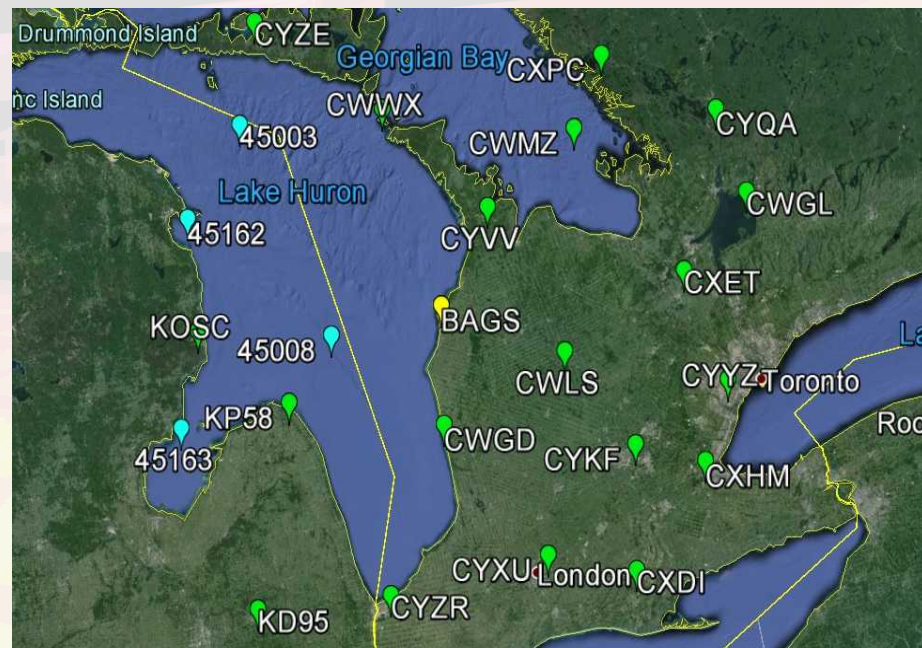 Drummond Island
CYZE
Georgian Bay
CXPC
nc Island
CWWX
45003
CWMZ
CYQA
Lake Huron
CWGL
45162
CYVV
CXET
BAGS
KOSC
45008
CWLS
CYYZ
Toronto
La
KP58
CWGD
Roc
45163
CYKF
CXHM
CYXU
London
CXDI
CYZR
KD95